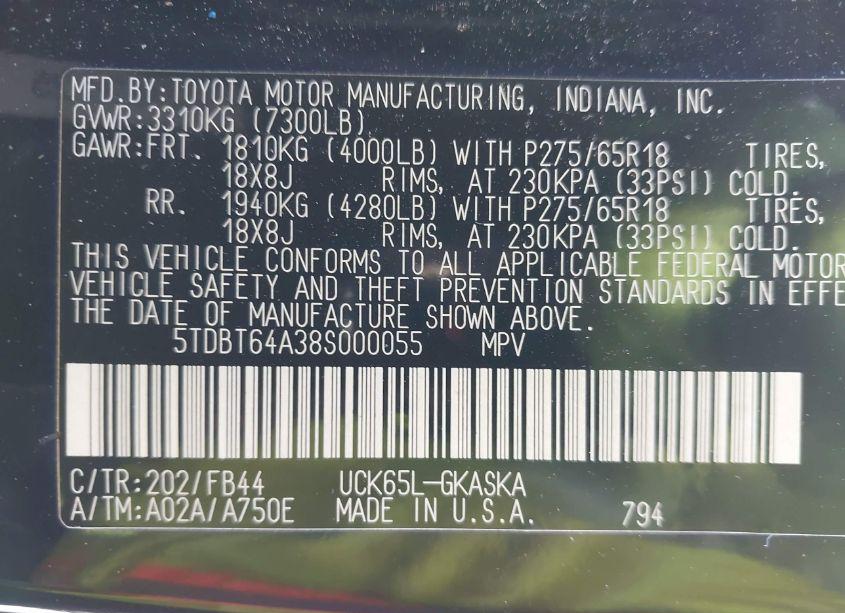 MFD.BY:TOYOTA MOTOR MANUFACTURING, INDIANA, INC.
GVWR:3310KG (7300LB)
GAWR:FRT. 1810KG (4000LB) WITH P275/65R18 TIRES,
18X8J RIMS, AT 230KPA (33PSI) COLD.
RR. 1940KG (4280LB) WITH P275/65R18 TIRES,
18X8J RIMS, AT 230KPA (33PSI) COLD.
THIS VEHICLE CONFORMS TO ALL APPLICABLE FEDERAL MOTOR
VEHICLE SAFETY AND THEFT PREVENTION STANDARDS IN EFFE
THE DATE OF MANUFACTURE SHOWN ABOVE.
5TDBT64A38S000055 MPV
C/TR:202/FB44 UCK65L-GKASKA
A/TM:A02A/A750E MADE IN U.S.A. 794